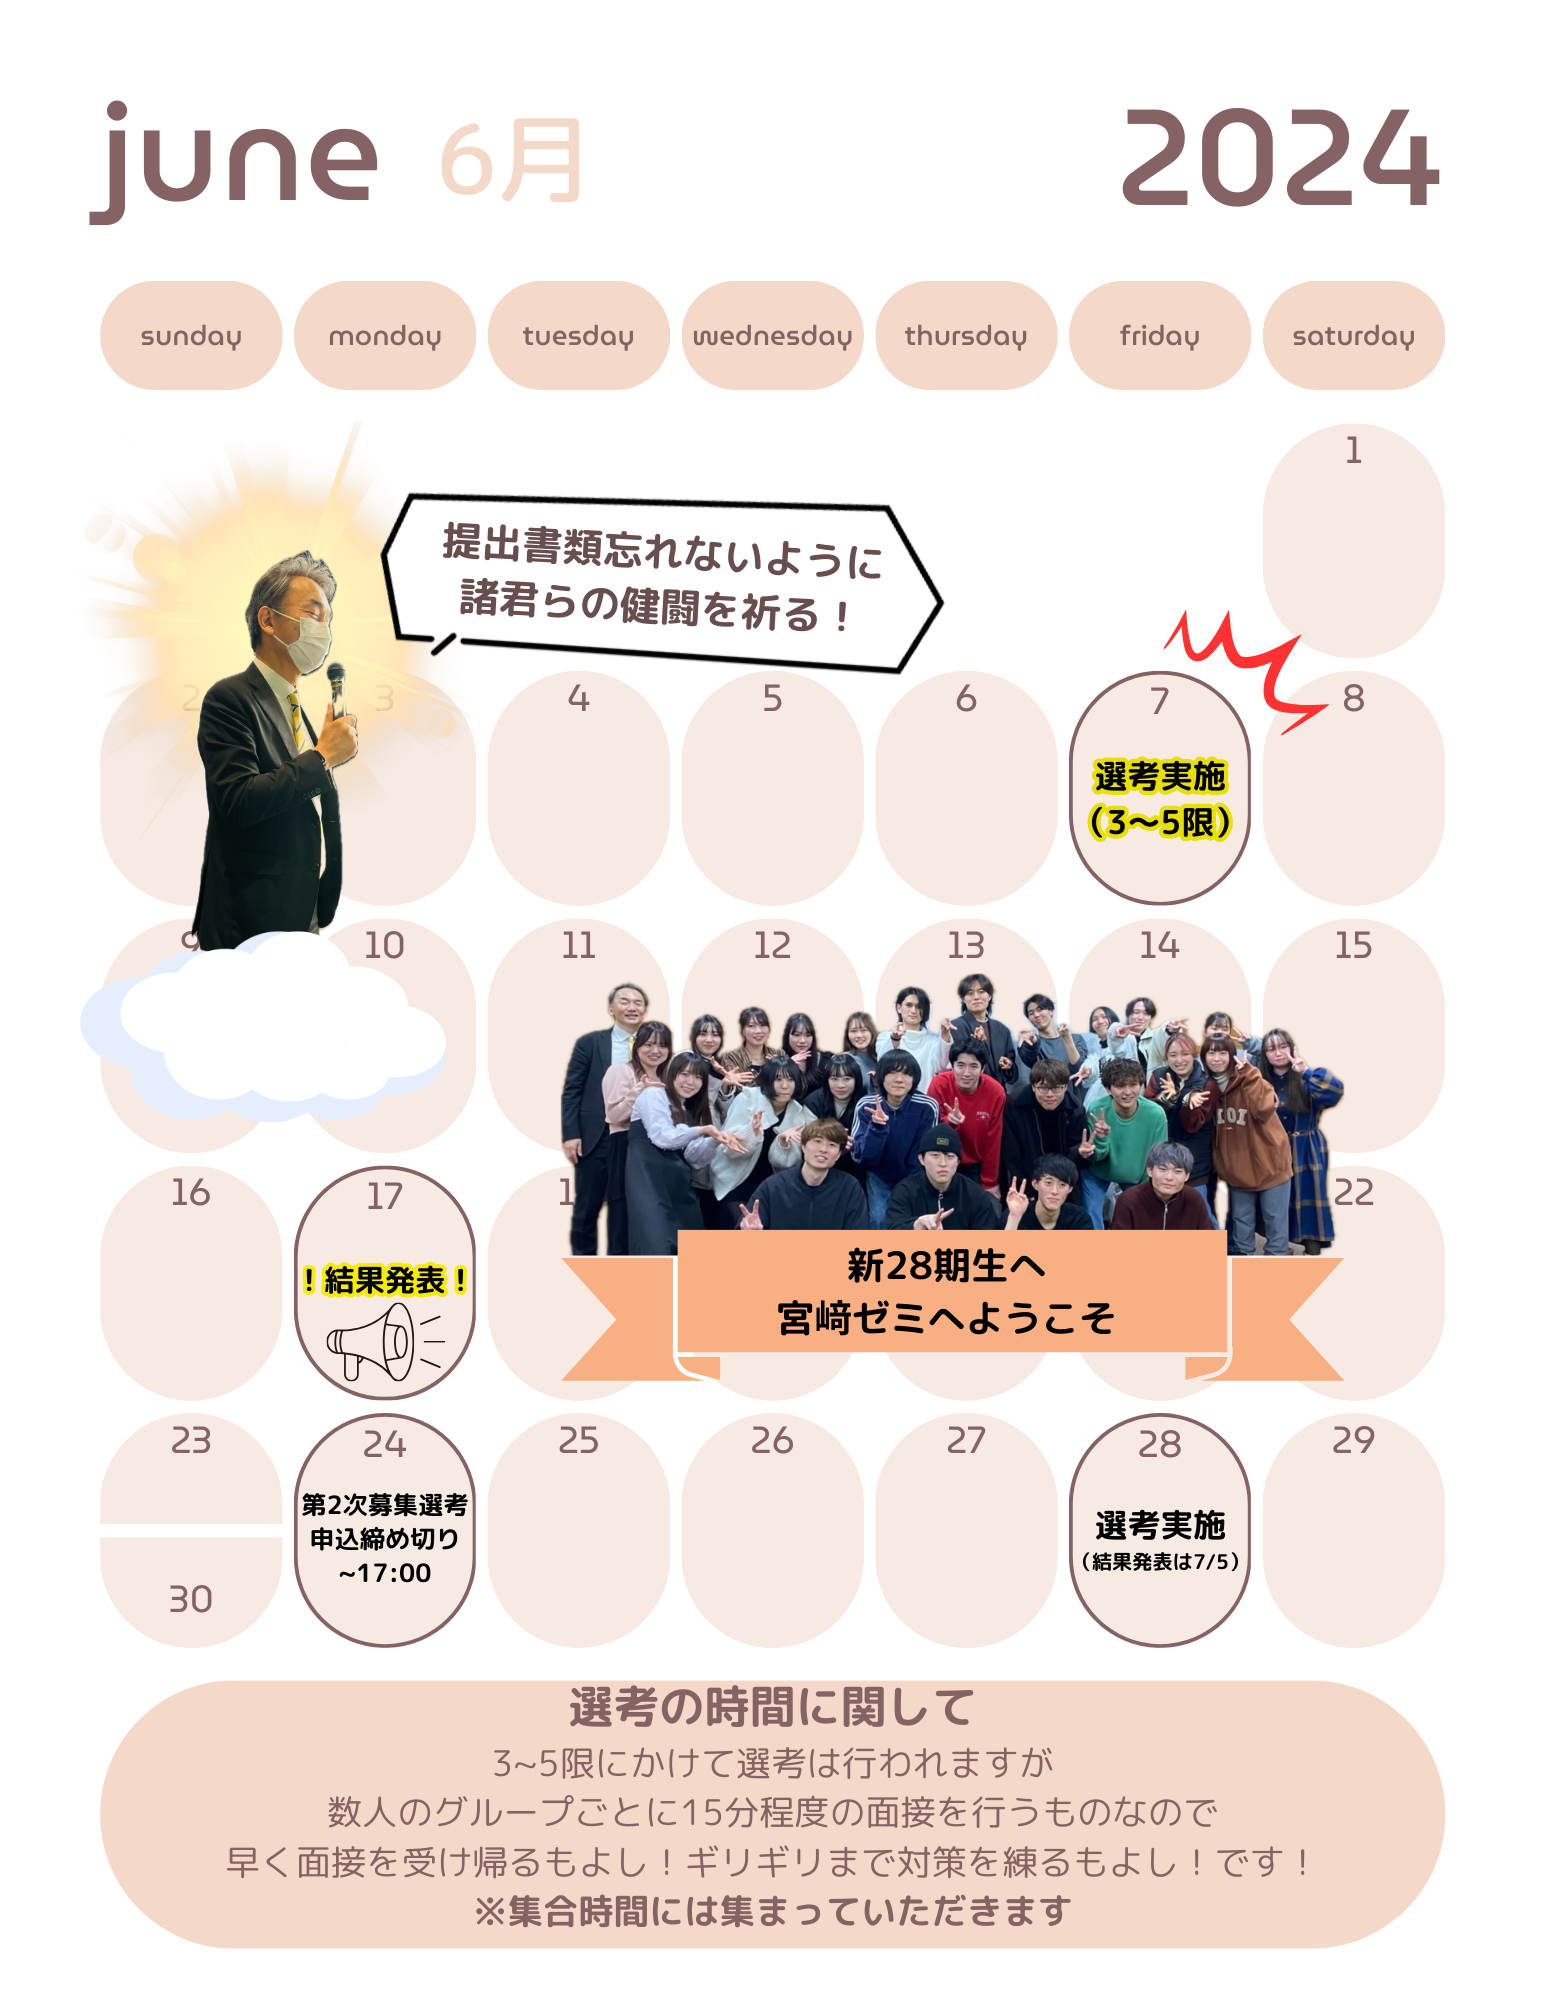 june 6月 2024
sunday monday tuesday wednesday thursday friday saturday
1
提出書類忘れないように
諸君らの健闘を祈る！
2 3 4 5 6 7 8
選考実施
（3〜5限）
9 10 11 12 13 14 15
16 17 22
！結果発表！
新28期生へ
宮﨑ゼミへようこそ
23 24 25 26 27 28 29
第2次募集選考
申込締め切り
~17:00
選考実施
（結果発表は7/5）
30
選考の時間に関して
3~5限にかけて選考は行われますが
数人のグループごとに15分程度の面接を行うものなので
早く面接を受け帰るもよし！ギリギリまで対策を練るもよし！です！
※集合時間には集まっていただきます